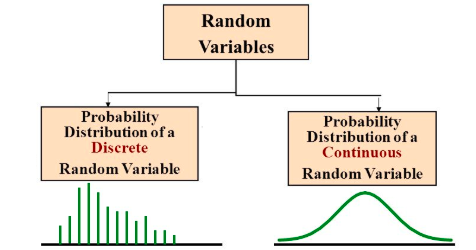 Random
Variables
Probability
Distribution of a
Discrete
Random Variable
Probability
Distribution of a
Continuous
Random Variable